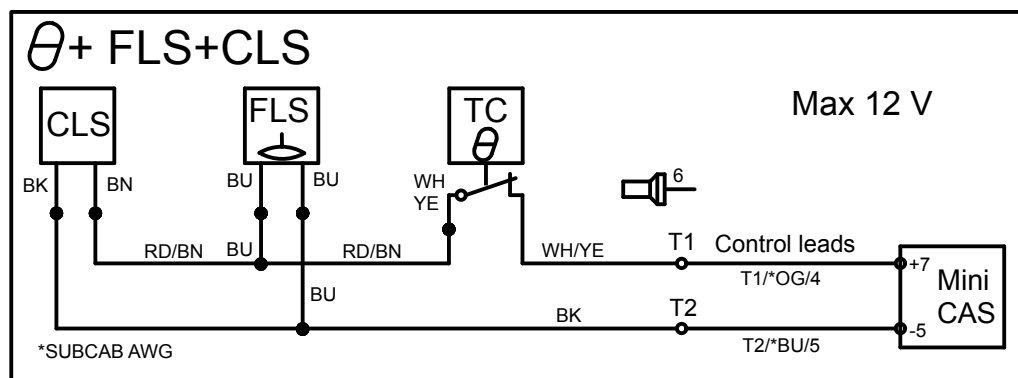 θ+ FLS+CLS
CLS
FLS
TC
θ
Max 12 V
BK
BN
BU
BU
WH
YE
6
RD/BN
BU
RD/BN
WH/YE
T1
Control leads
T1/*OG/4
+7
Mini
CAS
BU
BK
T2
-5
T2/*BU/5
*SUBCAB AWG